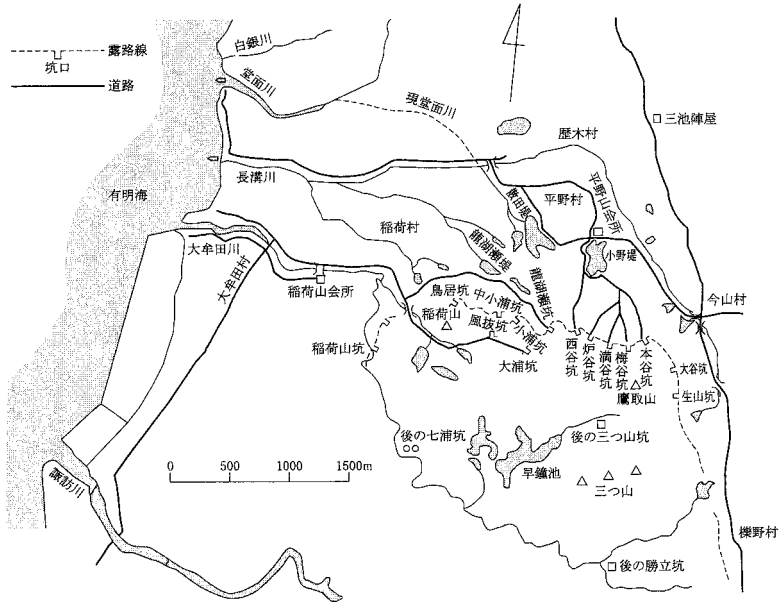 露路線
坑口
道路
白銀川
堂面川
現堂面川
三池陣屋
歴木村
有明海
長溝川
敷田堤
平野村
平野山会所
稲荷村
龍湖瀬堤
小野堤
大牟田川
大牟田村
稲荷山会所
龍湖瀬坑
今山村
鳥居坑
中小浦坑
稲荷山
風抜坑
小浦坑
稲荷山坑
大浦坑
西谷坑
炉谷坑
満谷坑
梅谷坑
本谷坑
鷹取山
大谷坑
生山坑
後の七浦坑
後の三つ山坑
早鐘池
三つ山
0 500 1000 1500m
諏訪川
櫟野村
後の勝立坑